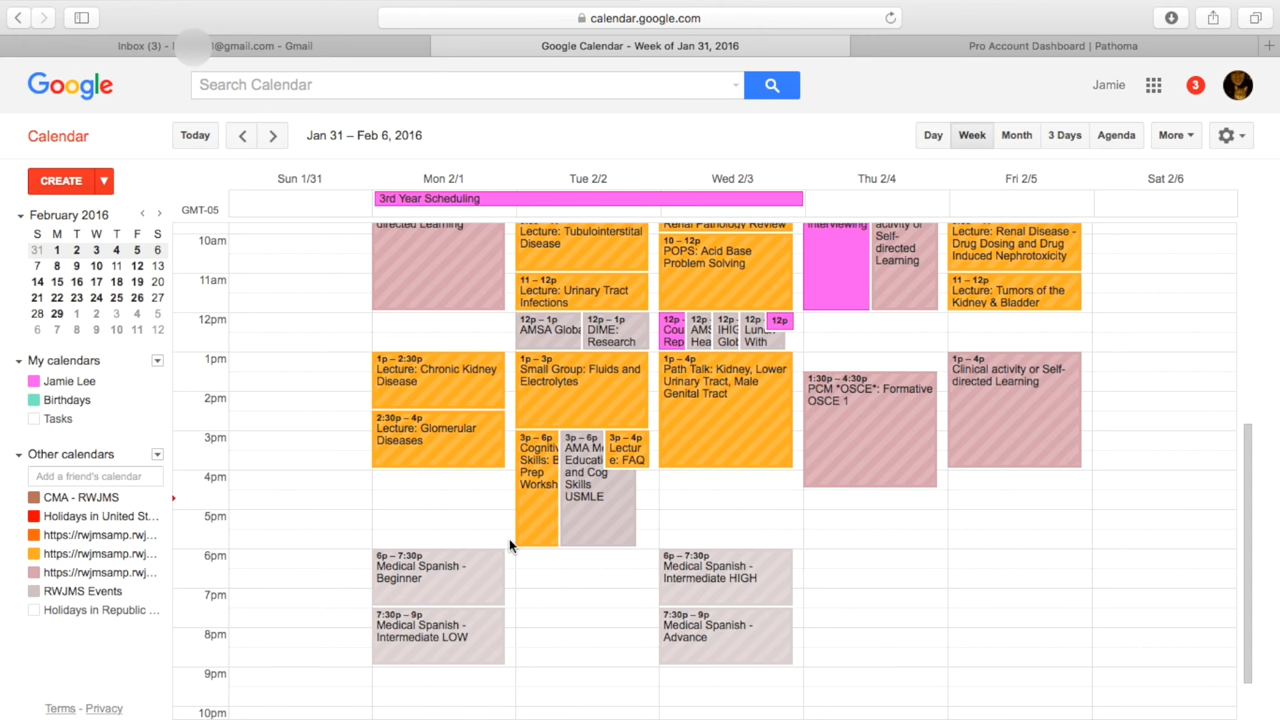 calendar.google.com
Inbox (3) - @gmail.com - Gmail
Google Calendar - Week of Jan 31, 2016
Pro Account Dashboard | Pathoma
Google
Search Calendar
Jamie
3
Calendar
Today
Jan 31 – Feb 6, 2016
Day
Week
Month
3 Days
Agenda
More
CREATE
February 2016
S M T W T F S
31 1 2 3 4 5 6
7 8 9 10 11 12 13
14 15 16 17 18 19 20
21 22 23 24 25 26 27
28 29 1 2 3 4 5
6 7 8 9 10 11 12
My calendars
Jamie Lee
Birthdays
Tasks
Other calendars
Add a friend's calendar
CMA - RWJMS
Holidays in United St...
https://rwjmsamp.rwj...
https://rwjmsamp.rwj...
https://rwjmsamp.rwj...
RWJMS Events
Holidays in Republic ...
Terms - Privacy
GMT-05
Sun 1/31
Mon 2/1
Tue 2/2
Wed 2/3
Thu 2/4
Fri 2/5
Sat 2/6
3rd Year Scheduling
10am
11am
12pm
1pm
2pm
3pm
4pm
5pm
6pm
7pm
8pm
9pm
10pm
directed Learning
1p – 2:30p
Lecture: Chronic Kidney
Disease
2:30p – 4p
Lecture: Glomerular
Diseases
6p – 7:30p
Medical Spanish -
Beginner
7:30p – 9p
Medical Spanish -
Intermediate LOW
Lecture: Tubulointerstital
Disease
11 – 12p
Lecture: Urinary Tract
Infections
12p – 1p
AMSA Globa
12p – 1p
DIME:
Research
1p – 3p
Small Group: Fluids and
Electrolytes
3p – 6p
Cogniti
Skills: B
Prep
Worksh
3p – 6p
AMA Me
Educati
and Cog
Skills
USMLE
3p – 4p
Lectur
e: FAQ
Renal Pathology Review
10 – 12p
POPS: Acid Base
Problem Solving
12p -
Cou
Rep
12p -
AMS
Hea
12p -
IHIG
Glob
12p -
Lun
With
12p
1p – 4p
Path Talk: Kidney, Lower
Urinary Tract, Male
Genital Tract
6p – 7:30p
Medical Spanish -
Intermediate HIGH
7:30p – 9p
Medical Spanish -
Advance
interviewing
activity or
Self-
directed
Learning
1:30p – 4:30p
PCM *OSCE*: Formative
OSCE 1
Lecture: Renal Disease -
Drug Dosing and Drug
Induced Nephrotoxicity
11 – 12p
Lecture: Tumors of the
Kidney & Bladder
1p – 4p
Clinical activity or Self-
directed Learning